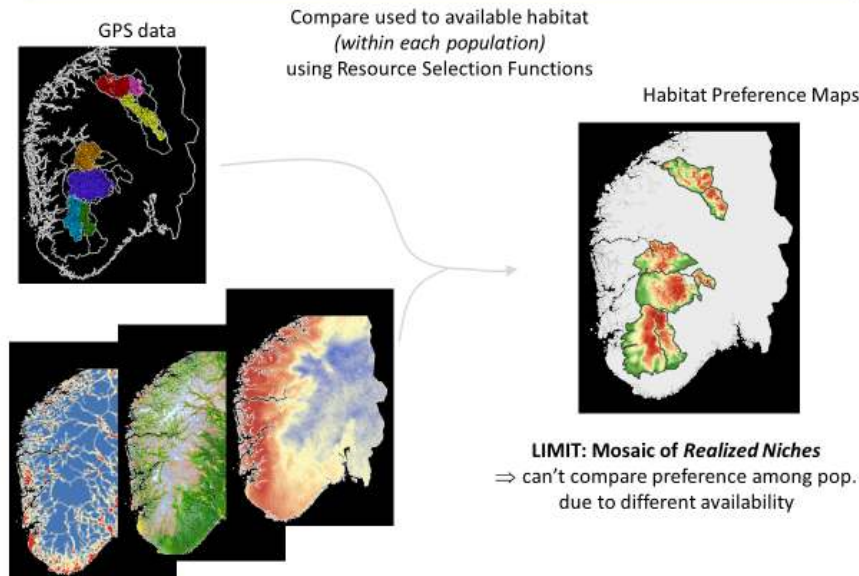 GPS data
Compare used to available habitat
(within each population)
using Resource Selection Functions
Habitat Preference Maps
LIMIT: Mosaic of Realized Niches
⇒ can't compare preference among pop.
due to different availability